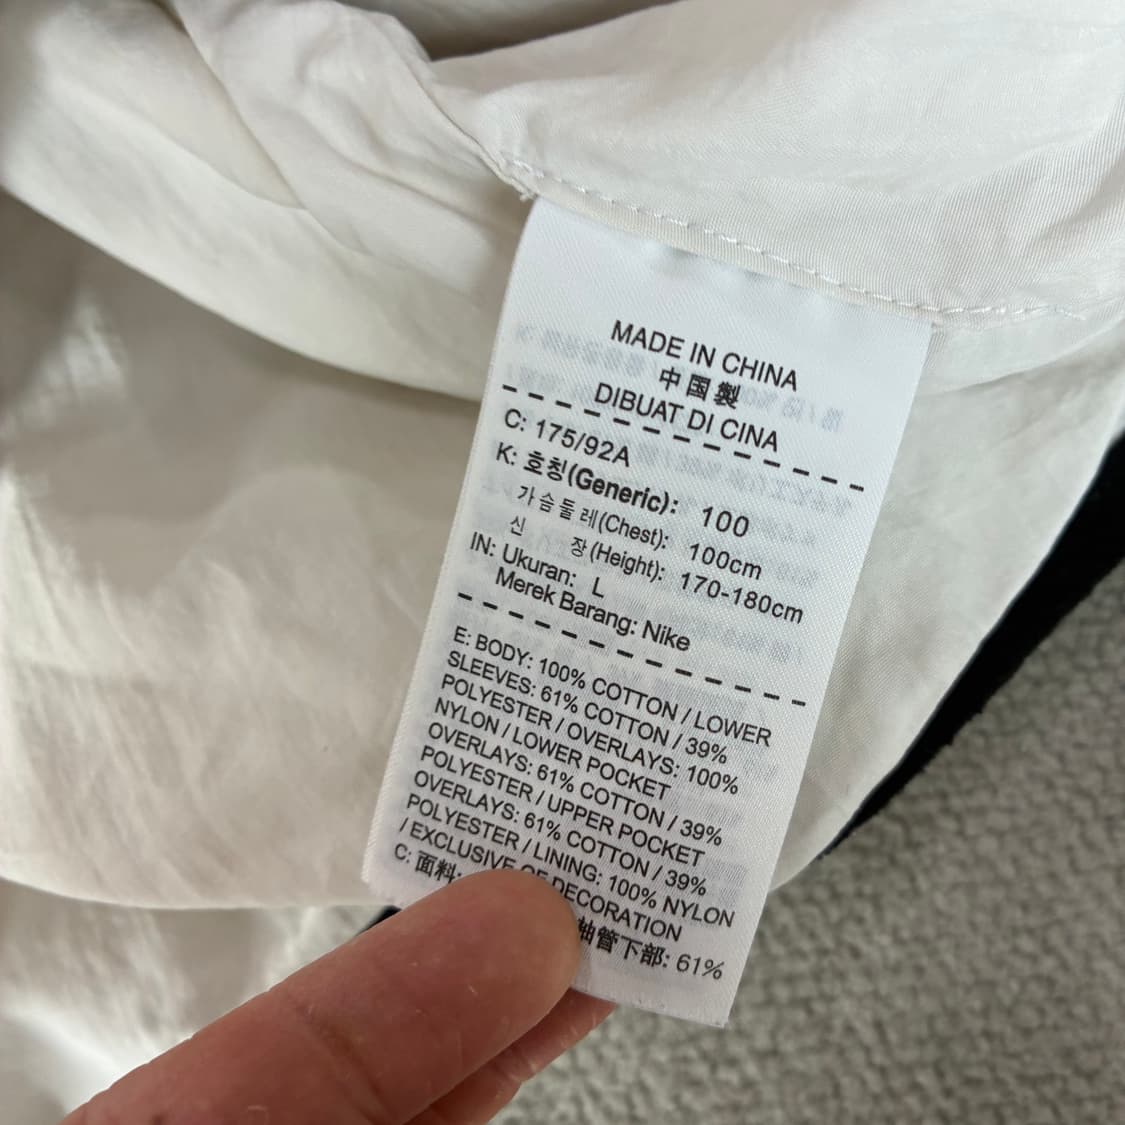 MADE IN CHINA
中国製
DIBUAT DI CINA
C: 175/92A
K: 호칭(Generic): 100
가슴둘레(Chest): 100cm
신 장(Height): 170-180cm
IN: Ukuran: L
Merek Barang: Nike
E: BODY: 100% COTTON / LOWER
SLEEVES: 61% COTTON / 39%
POLYESTER / OVERLAYS: 100%
NYLON / LOWER POCKET
OVERLAYS: 61% COTTON / 39%
POLYESTER / UPPER POCKET
OVERLAYS: 61% COTTON / 39%
POLYESTER / LINING: 100% NYLON
/ EXCLUSIVE OF DECORATION
C: 面料: 袖管下部: 61%